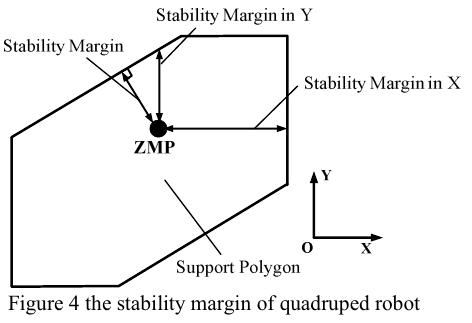 Stability Margin in Y
Stability Margin
Stability Margin in X
ZMP
Y
O
X
Support Polygon
Figure 4 the stability margin of quadruped robot